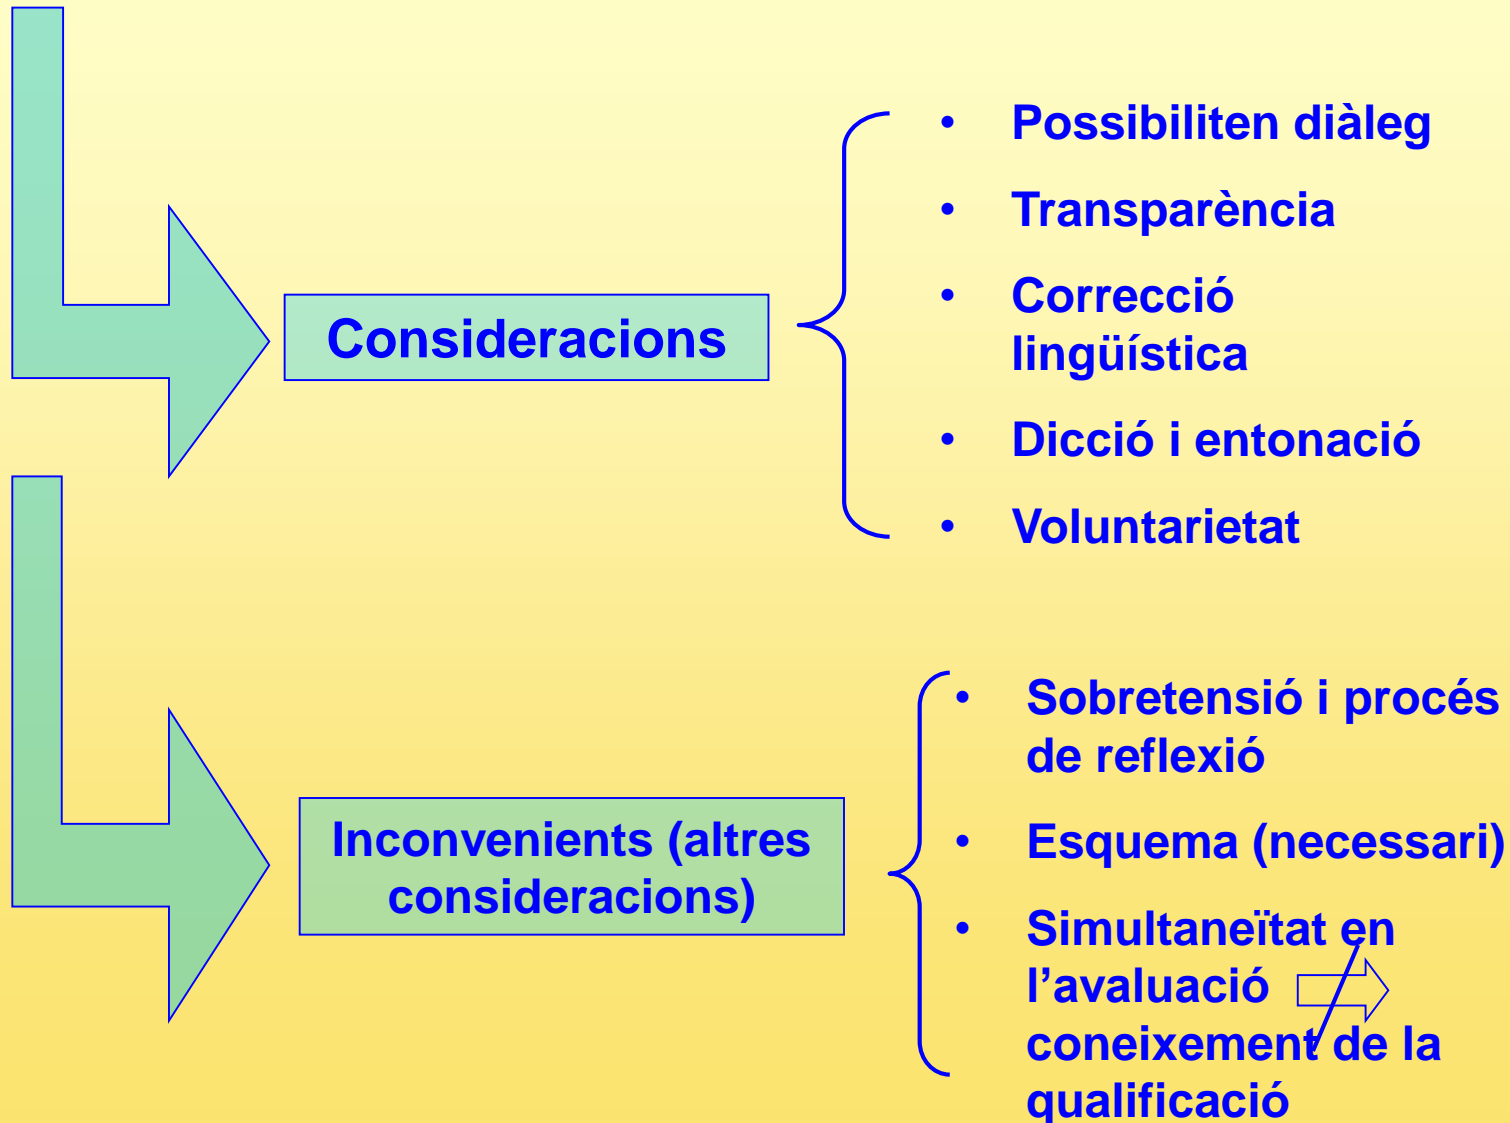 Consideracions
• Possibiliten diàleg
• Transparència
• Correcció
lingüística
• Dicció i entonació
• Voluntarietat
Inconvenients (altres
consideracions)
• Sobretensió i procés
de reflexió
• Esquema (necessari)
• Simultaneïtat en
l’avaluació
coneixement de la
qualificació